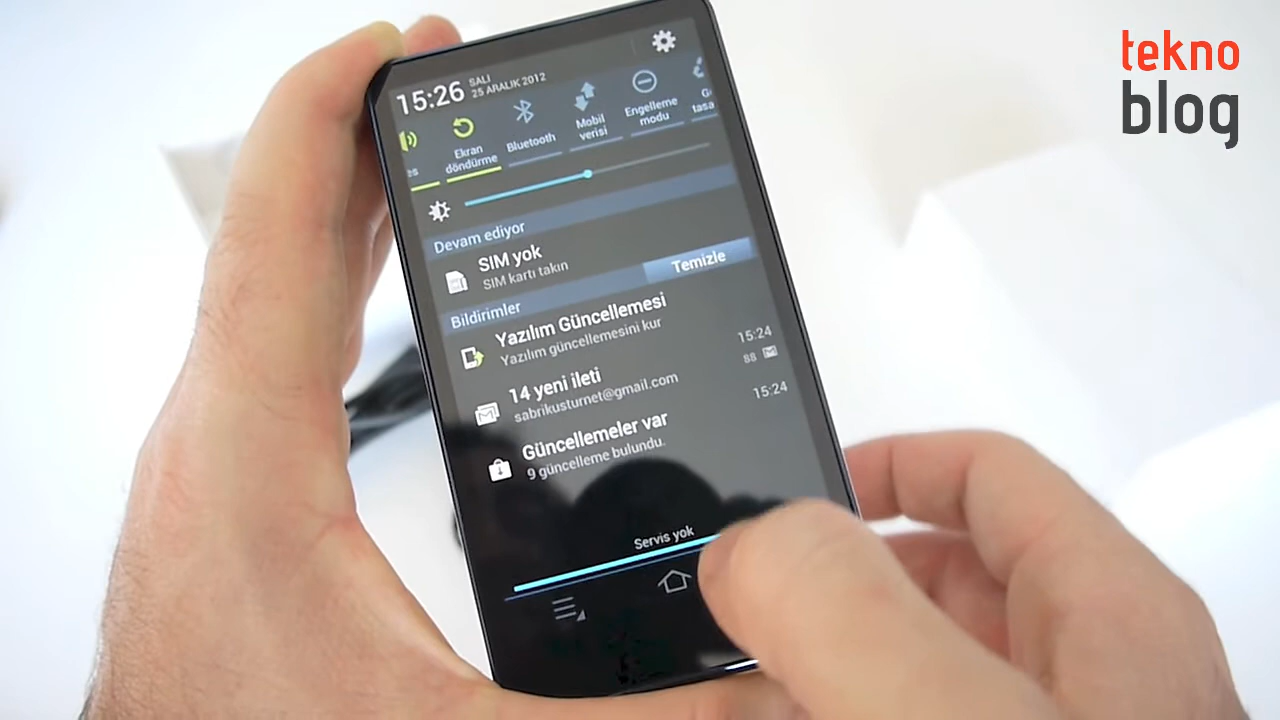 tekno
blog
15:26
SALI
25 ARALIK 2012
Ekran
döndürme
Bluetooth
Mobil
verisi
Engelleme
modu
Devam ediyor
SIM yok
SIM kartı takın
Temizle
Bildirimler
Yazılım Güncellemesi
Yazılım güncellemesini kur
15:24
14 yeni ileti
sabrikusturnet@gmail.com
88
15:24
Güncellemeler var
9 güncelleme bulundu.
Servis yok